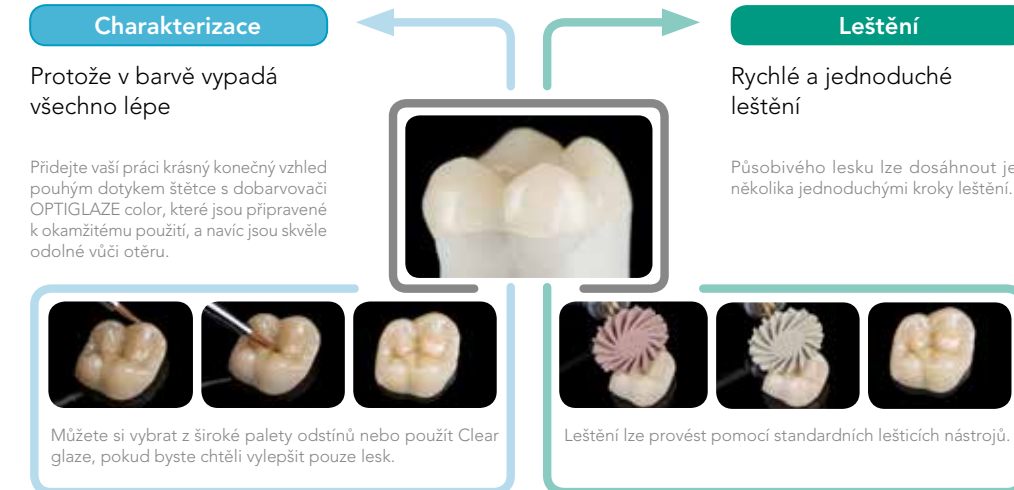 Charakterizace
Protože v barvě vypadá
všechno lépe
Přidejte vaší práci krásný konečný vzhled
pouhým dotykem štětce s dobarvovači
OPTIGLAZE color, které jsou připravené
k okamžitému použití, a navíc jsou skvěle
odolné vůči otěru.
Můžete si vybrat z široké palety odstínů nebo použít Clear
glaze, pokud byste chtěli vylepšit pouze lesk.
Leštění
Rychlé a jednoduché
leštění
Působivého lesku lze dosáhnout
několika jednoduchými kroky leštění.
Leštění lze provést pomocí standardních lešticích nástrojů.